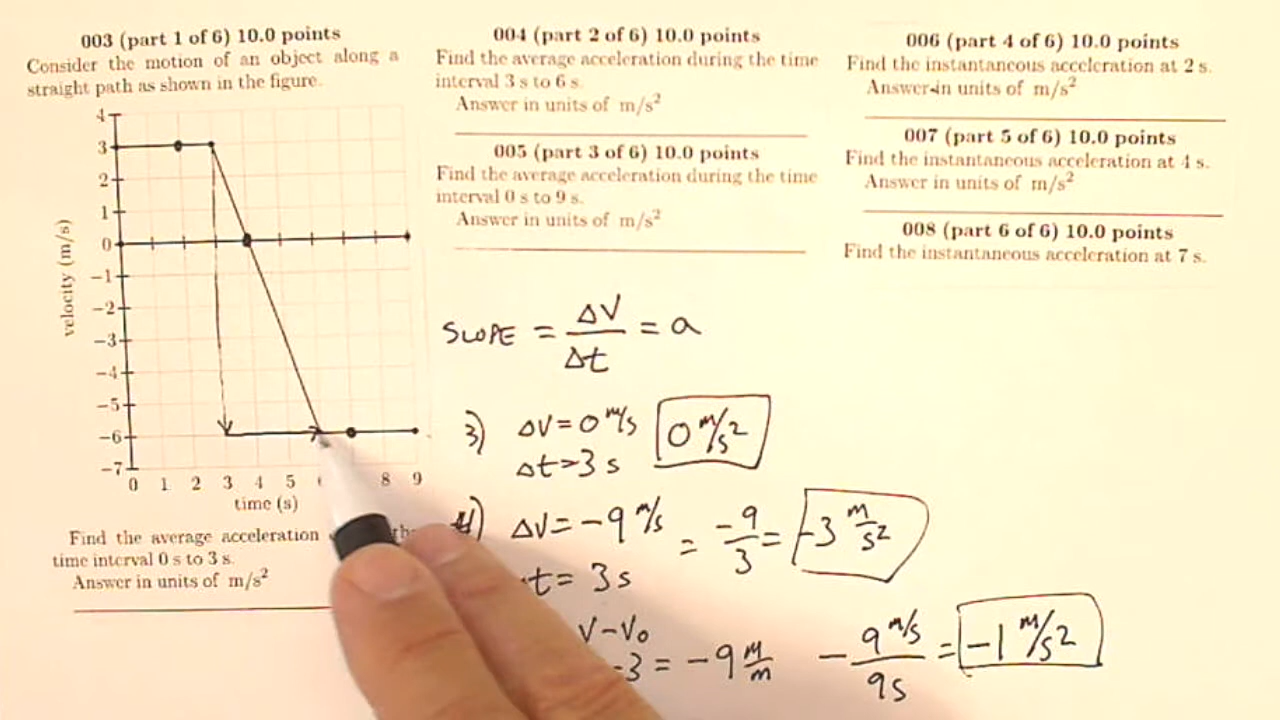 003 (part 1 of 6) 10.0 points
Consider the motion of an object along a
straight path as shown in the figure.
4
3
2
1
0
−1
−2
−3
−4
−5
−6
−7
velocity (m/s)
0 1 2 3 4 5 8 9
time (s)
Find the average acceleration
time interval 0 s to 3 s.
Answer in units of m/s²
004 (part 2 of 6) 10.0 points
Find the average acceleration during the time
interval 3 s to 6 s.
Answer in units of m/s²
005 (part 3 of 6) 10.0 points
Find the average acceleration during the time
interval 0 s to 9 s.
Answer in units of m/s²
006 (part 4 of 6) 10.0 points
Find the instantaneous acceleration at 2 s.
Answer in units of m/s²
007 (part 5 of 6) 10.0 points
Find the instantaneous acceleration at 4 s.
Answer in units of m/s²
008 (part 6 of 6) 10.0 points
Find the instantaneous acceleration at 7 s.
SLOPE = ΔV/Δt = a
3) ΔV = 0 m/s 0 m/s²
Δt = 3 s
4) ΔV = −9 m/s = −9/3 = −3 m/s²
t = 3 s
V−V₀
−3 = −9 m/m −9 m/s / 9s = −1 m/s²